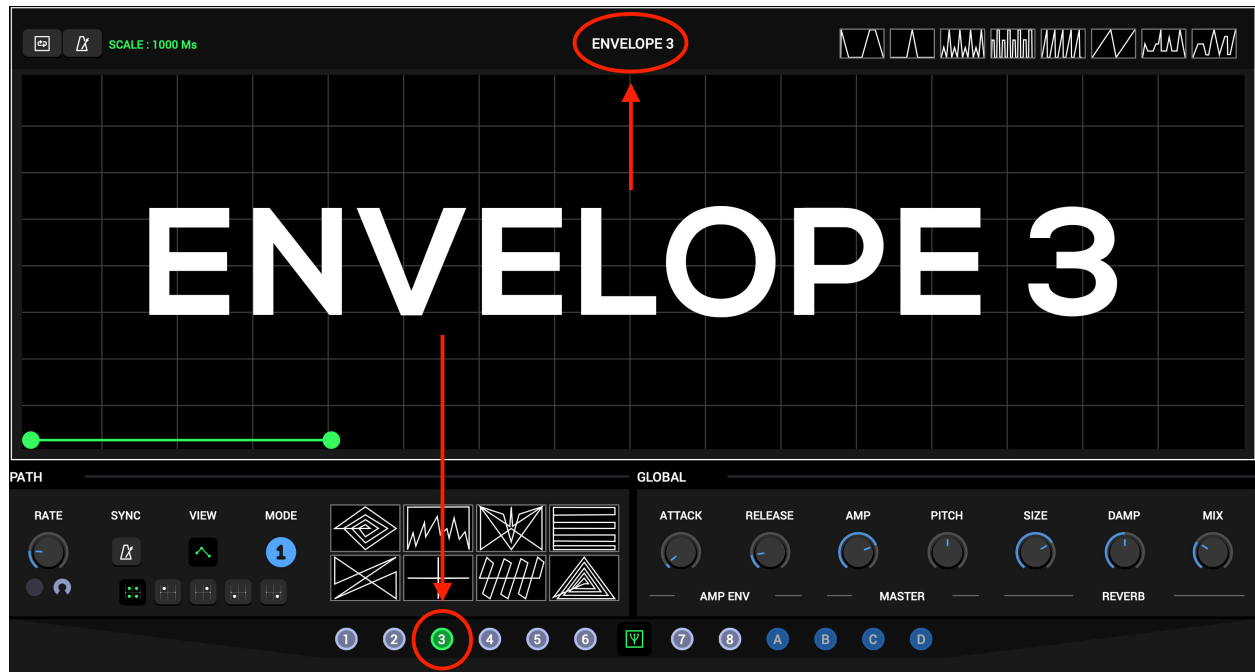 SCALE : 1000 Ms
ENVELOPE 3
ENVELOPE 3
PATH
GLOBAL
RATE SYNC VIEW MODE
ATTACK RELEASE AMP PITCH SIZE DAMP MIX
1
AMP ENV MASTER REVERB
1 2 3 4 5 6 7 8 A B C D